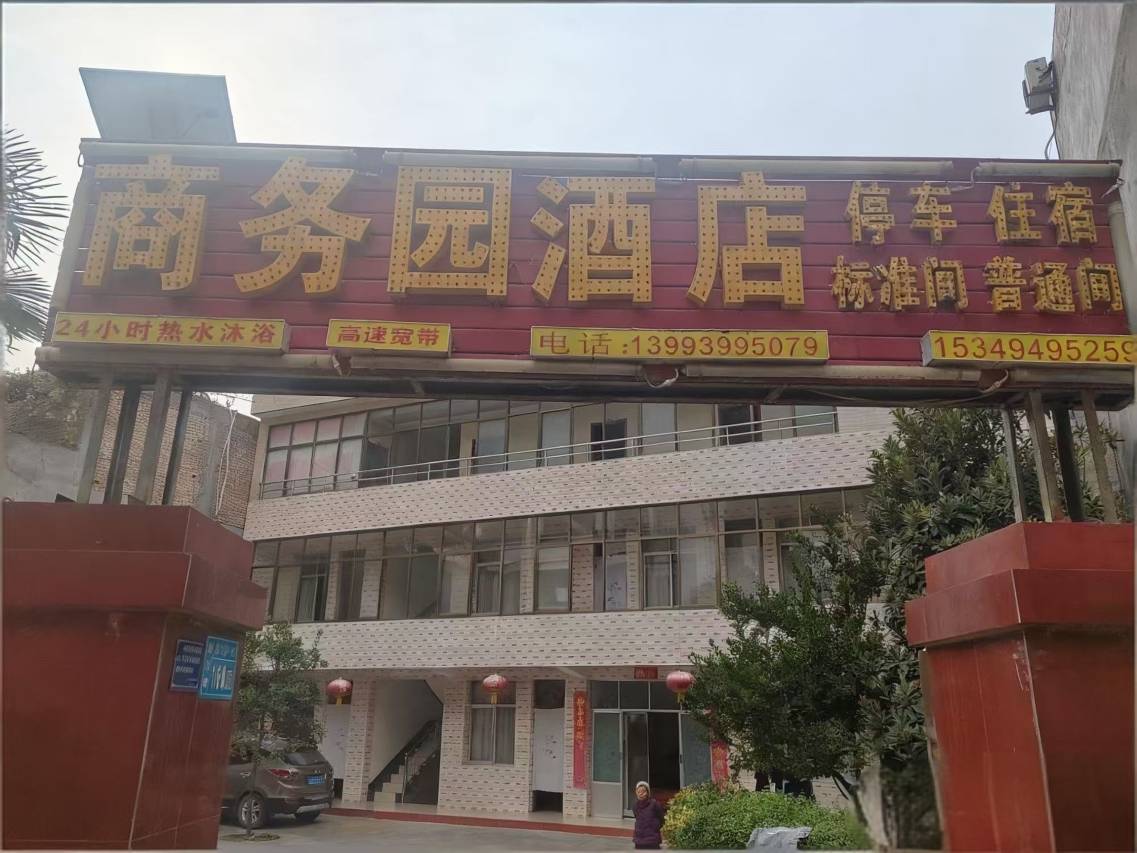 商务园酒店
停车 住宿
标准间 普通间
24小时热水沐浴
高速宽带
电话:13993995079
15349495259